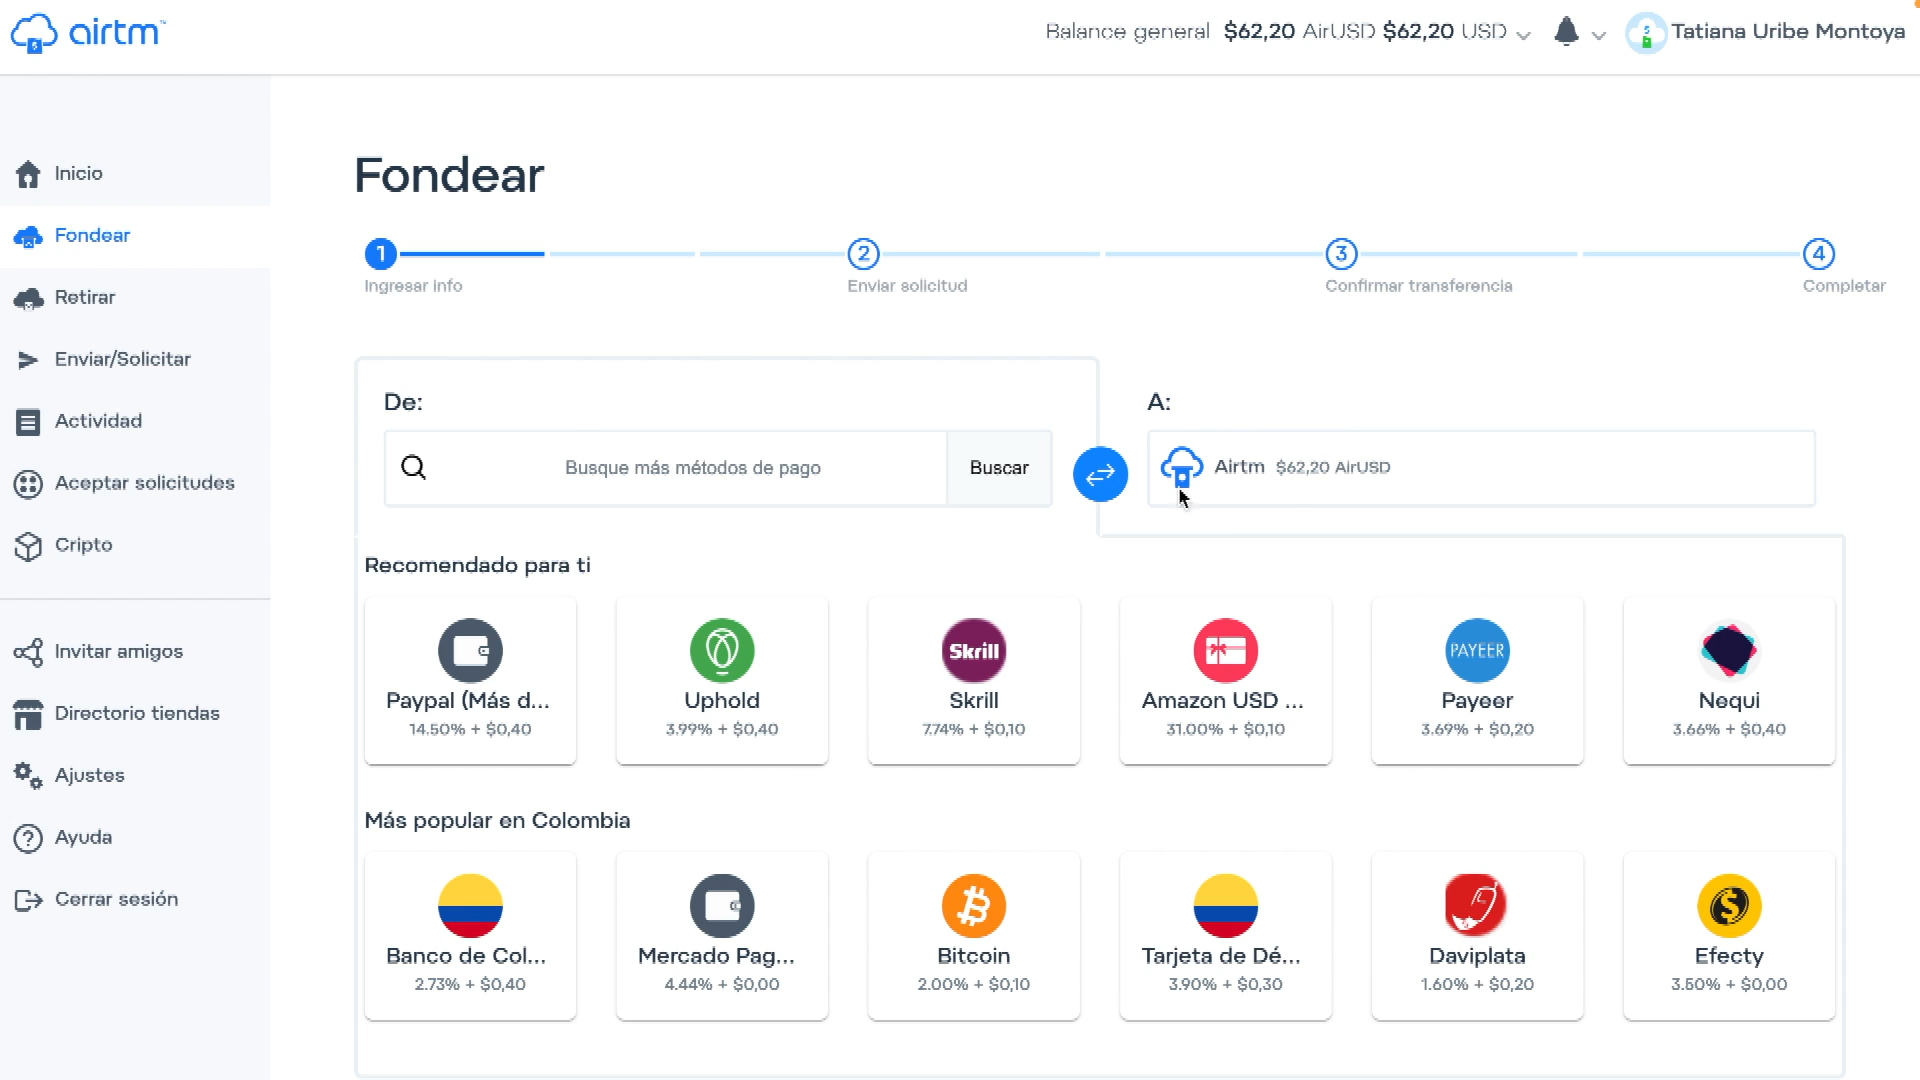 airtm™
Balance general $62,20 AirUSD $62,20 USD
Tatiana Uribe Montoya
Inicio
Fondear
Retirar
Enviar/Solicitar
Actividad
Aceptar solicitudes
Cripto
Invitar amigos
Directorio tiendas
Ajustes
Ayuda
Cerrar sesión
Fondear
1 2 3 4
Ingresar info Enviar solicitud Confirmar transferencia Completar
De: A:
Busque más métodos de pago Buscar Airtm $62,20 AirUSD
Recomendado para ti
Skrill PAYEER
Paypal (Más d... Uphold Skrill Amazon USD ... Payeer Nequi
14.50% + $0,40 3.99% + $0,40 7.74% + $0,10 31.00% + $0,10 3.69% + $0,20 3.66% + $0,40
Más popular en Colombia
Banco de Col... Mercado Pag... Bitcoin Tarjeta de Dé... Daviplata Efecty
2.73% + $0,40 4.44% + $0,00 2.00% + $0,10 3.90% + $0,30 1.60% + $0,20 3.50% + $0,00